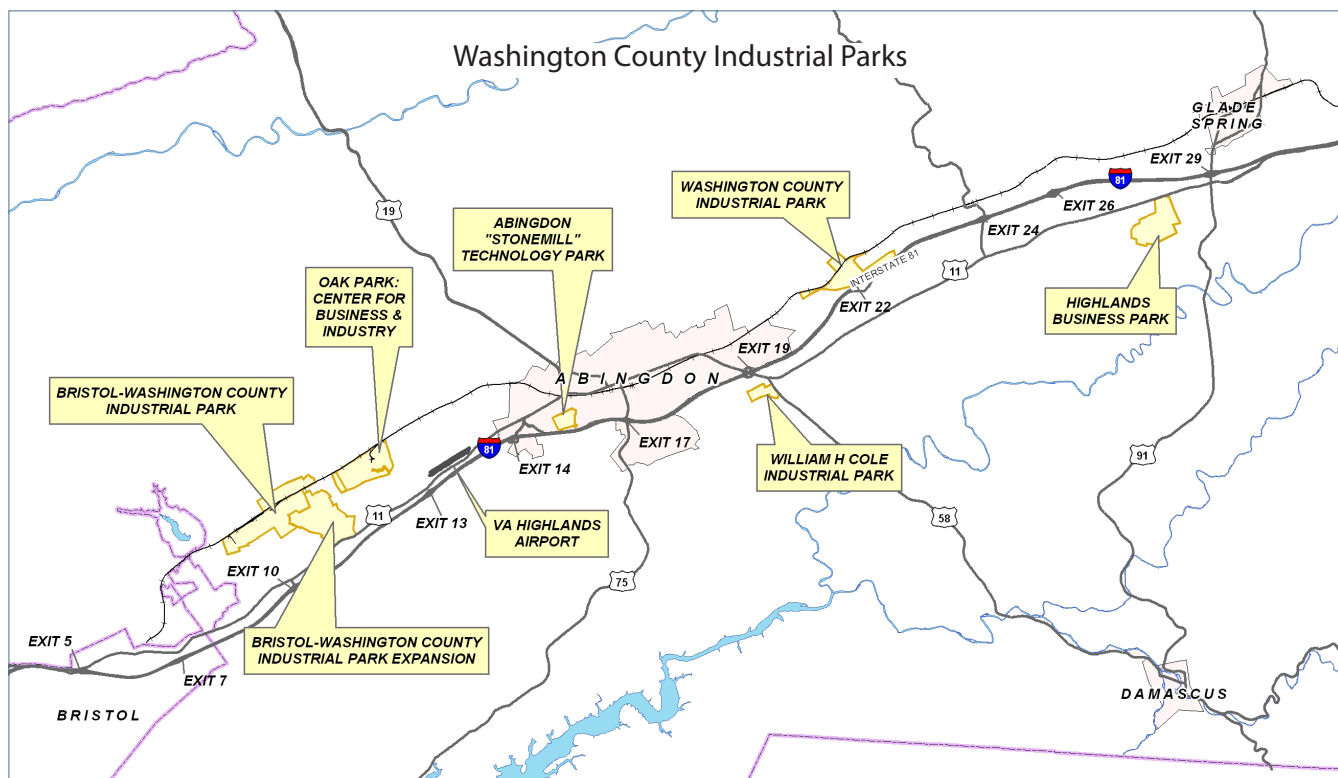 Washington County Industrial Parks
GLADE
SPRING
EXIT 29
81
WASHINGTON COUNTY
INDUSTRIAL PARK
EXIT 26
19
ABINGDON
"STONEMILL"
TECHNOLOGY PARK
EXIT 24
INTERSTATE 81
11
OAK PARK:
CENTER FOR
BUSINESS &
INDUSTRY
EXIT 22
HIGHLANDS
BUSINESS PARK
EXIT 19
ABINGDON
BRISTOL-WASHINGTON COUNTY
INDUSTRIAL PARK
EXIT 17
81
EXIT 14
WILLIAM H COLE
INDUSTRIAL PARK
91
11
EXIT 13
VA HIGHLANDS
AIRPORT
58
EXIT 10
75
EXIT 5
BRISTOL-WASHINGTON COUNTY
INDUSTRIAL PARK EXPANSION
EXIT 7
DAMASCUS
BRISTOL